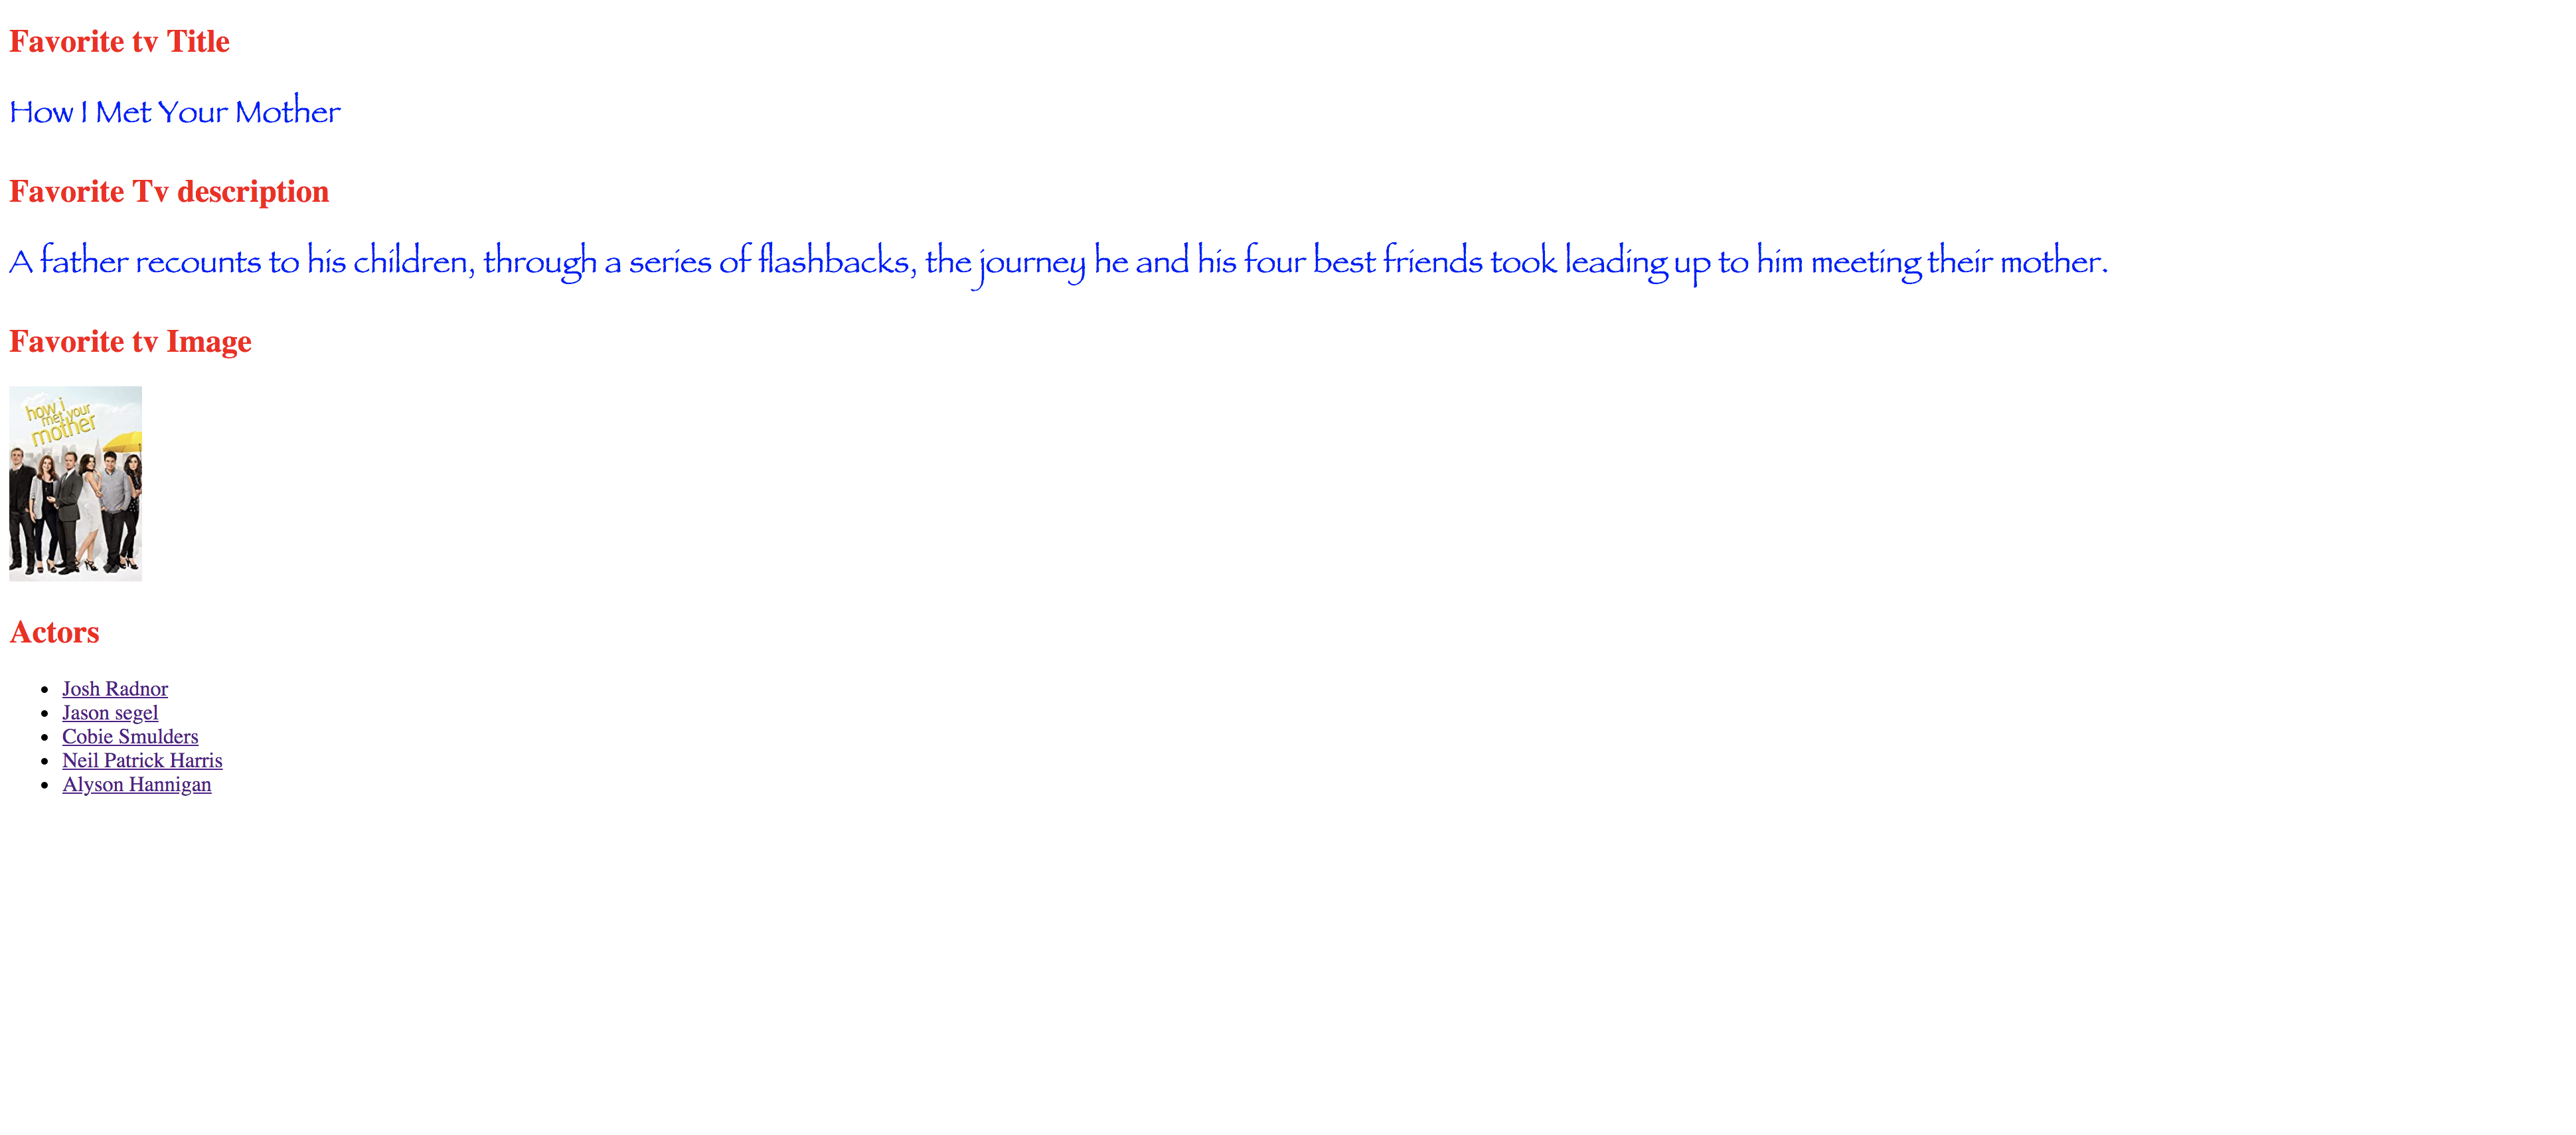 Favorite tv Title
How I Met Your Mother
Favorite Tv description
A father recounts to his children, through a series of flashbacks, the journey he and his four best friends took leading up to him meeting their mother.
Favorite tv Image
how i
met your
mother
Actors
Josh Radnor
Jason segel
Cobie Smulders
Neil Patrick Harris
Alyson Hannigan